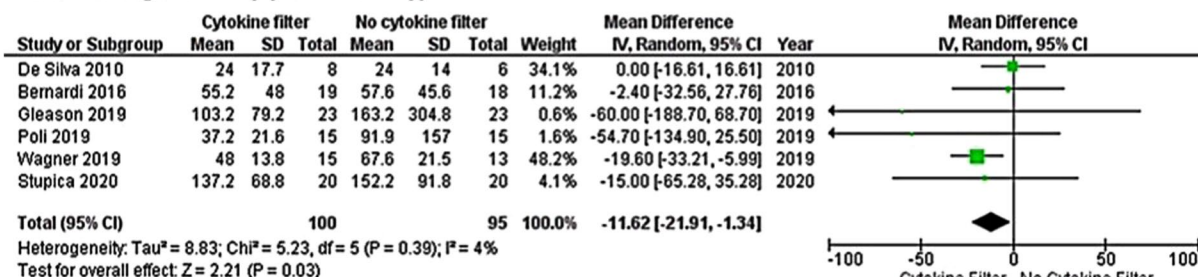 Cytokine filter No cytokine filter Mean Difference Mean Difference
Study or Subgroup Mean SD Total Mean SD Total Weight IV, Random, 95% CI Year IV, Random, 95% CI
De Silva 2010 24 17.7 8 24 14 6 34.1% 0.00 [-16.61, 16.61] 2010
Bernardi 2016 55.2 48 19 57.6 45.6 18 11.2% -2.40 [-32.56, 27.76] 2016
Gleason 2019 103.2 79.2 23 163.2 304.8 23 0.6% -60.00 [-188.70, 68.70] 2019
Poli 2019 37.2 21.6 15 91.9 157 15 1.6% -54.70 [-134.90, 25.50] 2019
Wagner 2019 48 13.8 15 67.6 21.5 13 48.2% -19.60 [-33.21, -5.99] 2019
Stupica 2020 137.2 68.8 20 152.2 91.8 20 4.1% -15.00 [-65.28, 35.28] 2020
Total (95% CI) 100 95 100.0% -11.62 [-21.91, -1.34]
Heterogeneity: Tau² = 8.83; Chi² = 5.23, df = 5 (P = 0.39); I² = 4%
Test for overall effect: Z = 2.21 (P = 0.03)
-100 -50 0 50 100
Cytokine Filter No Cytokine Filter